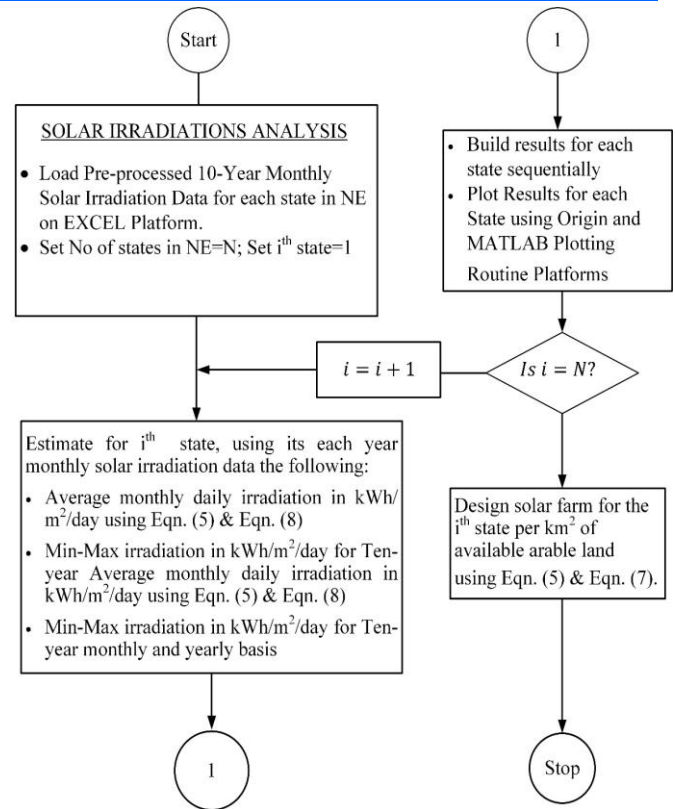 Start
SOLAR IRRADIATIONS ANALYSIS
• Load Pre-processed 10-Year Monthly
Solar Irradiation Data for each state in NE
on EXCEL Platform.
• Set No of states in NE=N; Set iᵗʰ state=1
Estimate for iᵗʰ state, using its each year
monthly solar irradiation data the following:
• Average monthly daily irradiation in kWh/
m²/day using Eqn. (5) & Eqn. (8)
• Min-Max irradiation in kWh/m²/day for Ten-
year Average monthly daily irradiation in
kWh/m²/day using Eqn. (5) & Eqn. (8)
• Min-Max irradiation in kWh/m²/day for Ten-
year monthly and yearly basis
1
1
• Build results for each
state sequentially
• Plot Results for each
State using Origin and
MATLAB Plotting
Routine Platforms
Is i = N?
i = i + 1
Design solar farm for the
iᵗʰ state per km² of
available arable land
using Eqn. (5) & Eqn. (7).
Stop